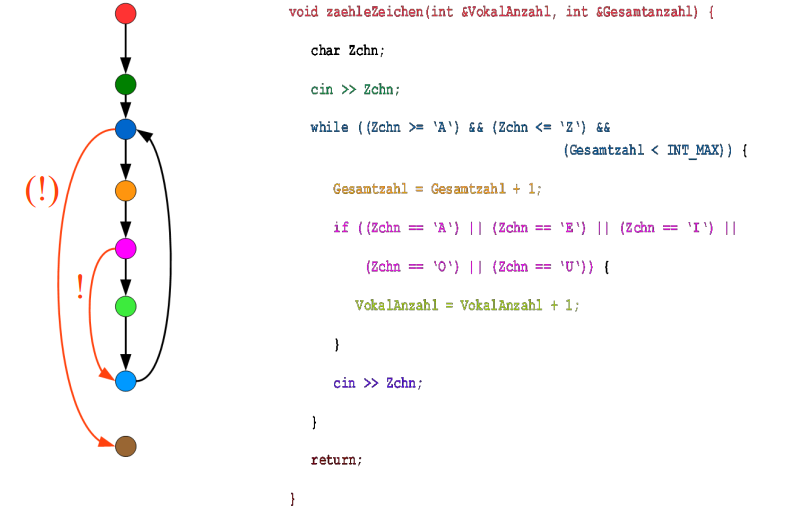 void zaehleZeichen(int &VokalAnzahl, int &Gesamtanzahl) {
char Zchn;
cin >> Zchn;
while ((Zchn >= `A`) && (Zchn <= `Z`) &&
(Gesamtzahl < INT_MAX)) {
(!)
Gesamtzahl = Gesamtzahl + 1;
if ((Zchn == `A`) || (Zchn == `E`) || (Zchn == `I`) ||
(Zchn == `O`) || (Zchn == `U`)) {
!
VokalAnzahl = VokalAnzahl + 1;
}
cin >> Zchn;
}
return;
}